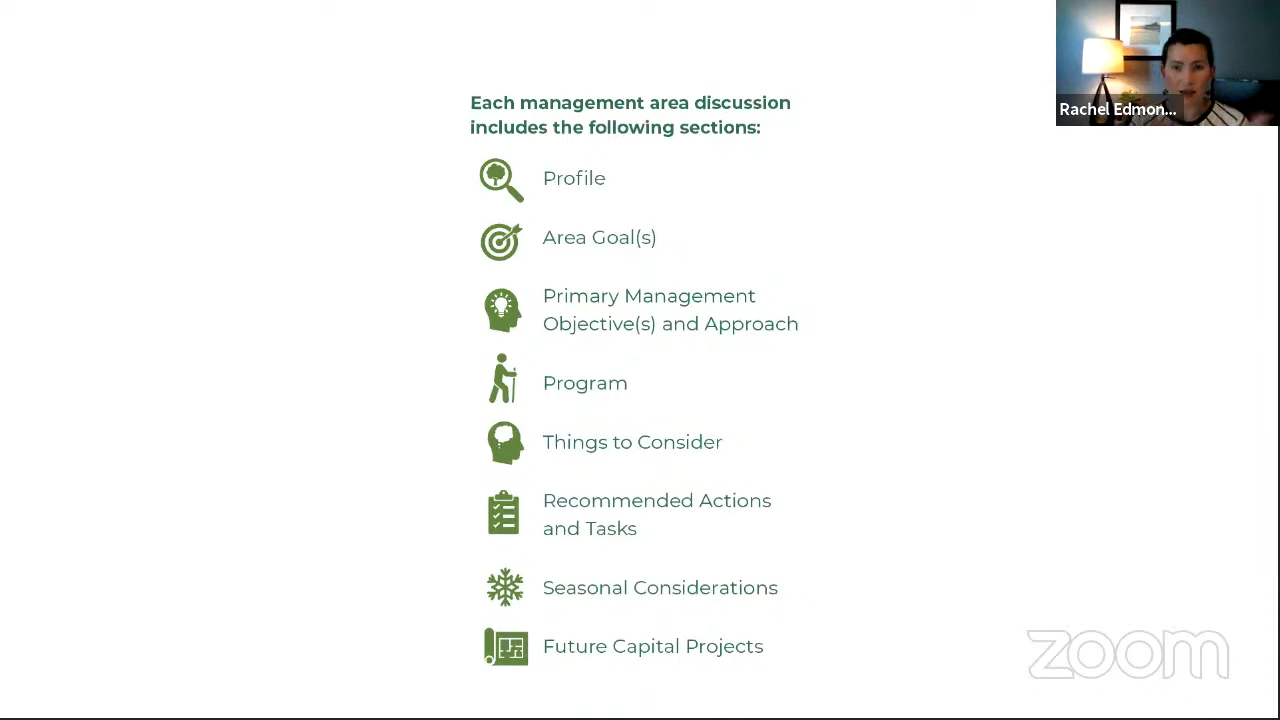 Each management area discussion
includes the following sections:
Profile
Area Goal(s)
Primary Management
Objective(s) and Approach
Program
Things to Consider
Recommended Actions
and Tasks
Seasonal Considerations
Future Capital Projects
Rachel Edmon...
zoom